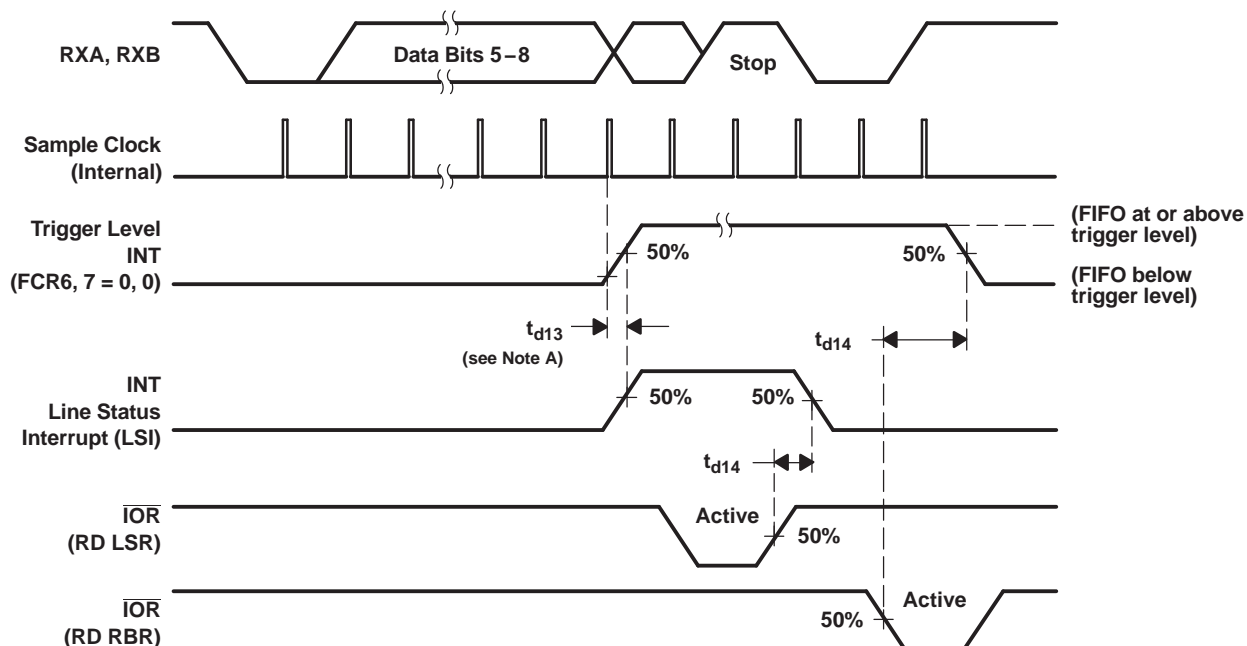 RXA, RXB
Data Bits 5–8
Stop
Sample Clock
(Internal)
Trigger Level
INT
(FCR6, 7 = 0, 0)
50%
50%
(FIFO at or above
trigger level)
(FIFO below
trigger level)
td13
(see Note A)
td14
INT
Line Status
Interrupt (LSI)
50%
50%
td14
IOR
(RD LSR)
Active
50%
IOR
(RD RBR)
50%
Active